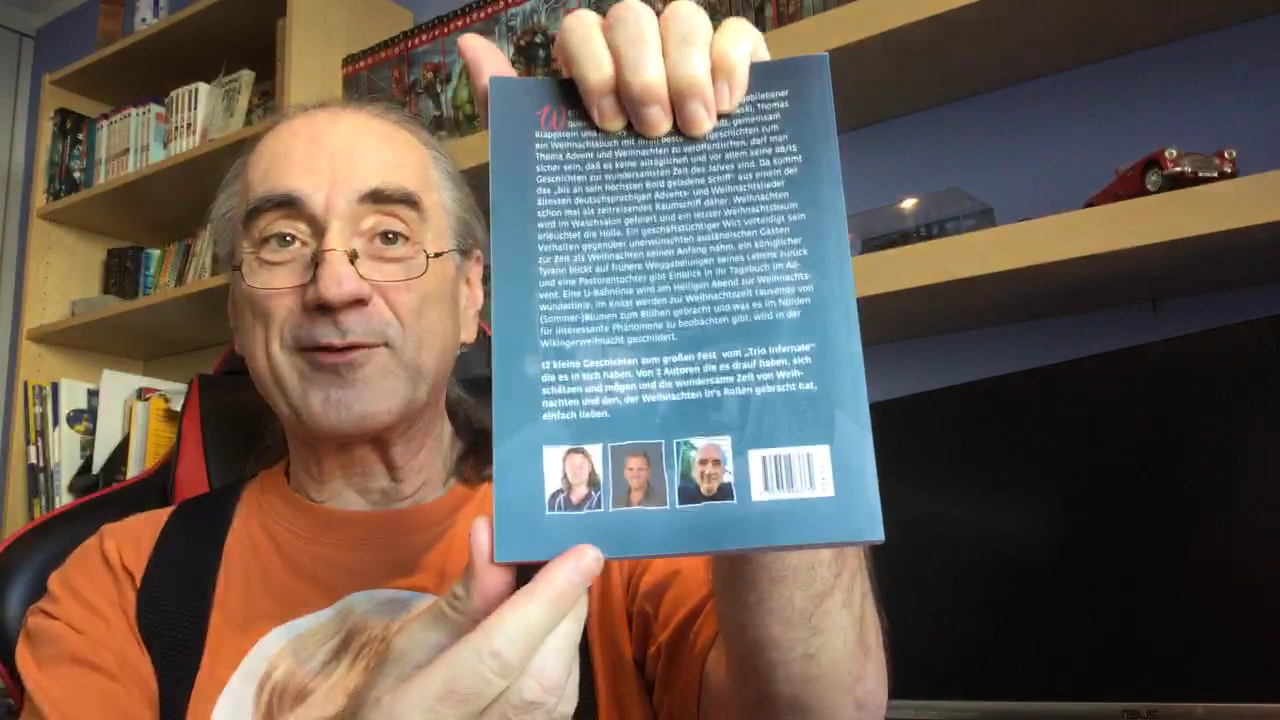 W
Thomas
Klappstein und gemeinsam
ein Weihnachtsbuch mit ihren geschichten zum
Thema Advent und Weihnachten zu veröffentlichen, darf man
sicher sein, daß es keine alltäglichen und vor allem keine 08/15
Geschichten zur wundersamsten Zeit des Jahres sind. Da kommt
das „bis an sein höchsten Bord geladene Schiff“ aus einem der
ältesten deutschsprachigen Advents- und Weihnachtslieder
schon mal als zeitreisendes Raumschiff daher, Weihnachten
wird im Waschsalon gefeiert und ein letzter Weihnachtsbaum
erleuchtet die Hölle. Ein geschäftstüchtiger Wirt verteidigt sein
Verhalten gegenüber unerwünschten ausländischen Gästen
zur Zeit als Weihnachten seinen Anfang nahm, ein königlicher
Tyrann blickt auf frühere Weggabelungen seines Lebens zurück
und eine Pastorentochter gibt Einblick in ihr Tagebuch im Ad-
vent. Eine U-Bahnlinie wird am Heiligen Abend zur Weihnachts-
wunderlinie, im Knast werden zur Weihnachtszeit tausende von
(Sommer-)Blumen zum Blühen gebracht und was es im Norden
für interessante Phänomene zu beobachten gibt, wird in der
Wikingerweihnacht geschildert.
12 kleine Geschichten zum großen Fest vom „Trio Infernale“
die es in sich haben. Von 3 Autoren die es drauf haben, sich
schätzen und mögen und die wundersame Zeit von Weih-
nachten und den, der Weihnachten in's Rollen gebracht hat,
einfach lieben.
ASUS